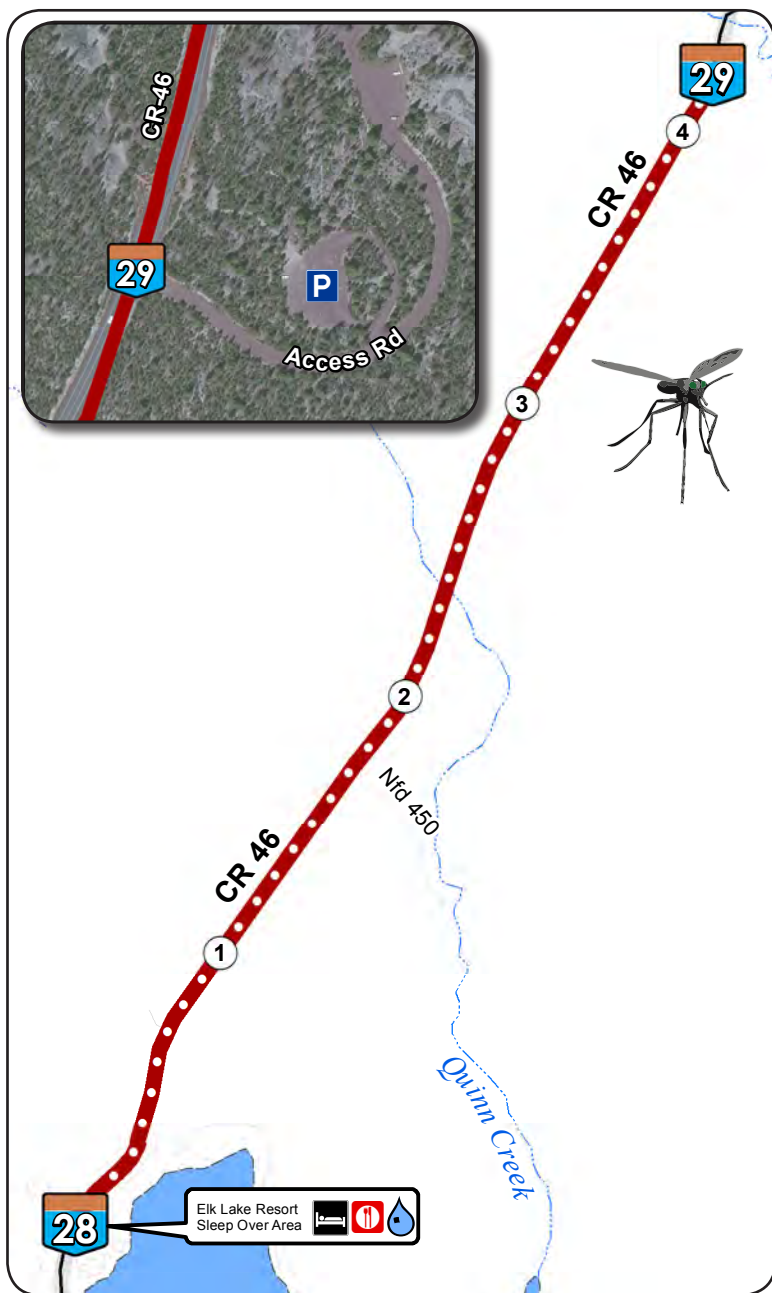 CR-46
29
P
Access Rd
29
4
CR 46
3
2
Nfd 450
CR 46
1
Quinn Creek
28
Elk Lake Resort
Sleep Over Area